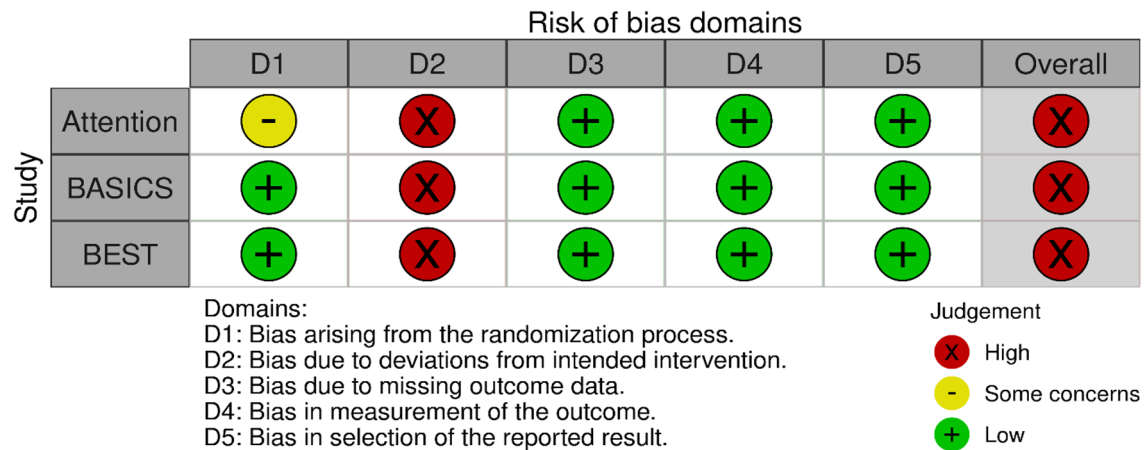 Risk of bias domains
D1 D2 D3 D4 D5 Overall
Study
Attention - X + + + X
BASICS + X + + + X
BEST + X + + + X
Domains:
D1: Bias arising from the randomization process.
D2: Bias due to deviations from intended intervention.
D3: Bias due to missing outcome data.
D4: Bias in measurement of the outcome.
D5: Bias in selection of the reported result.
Judgement
X High
- Some concerns
+ Low